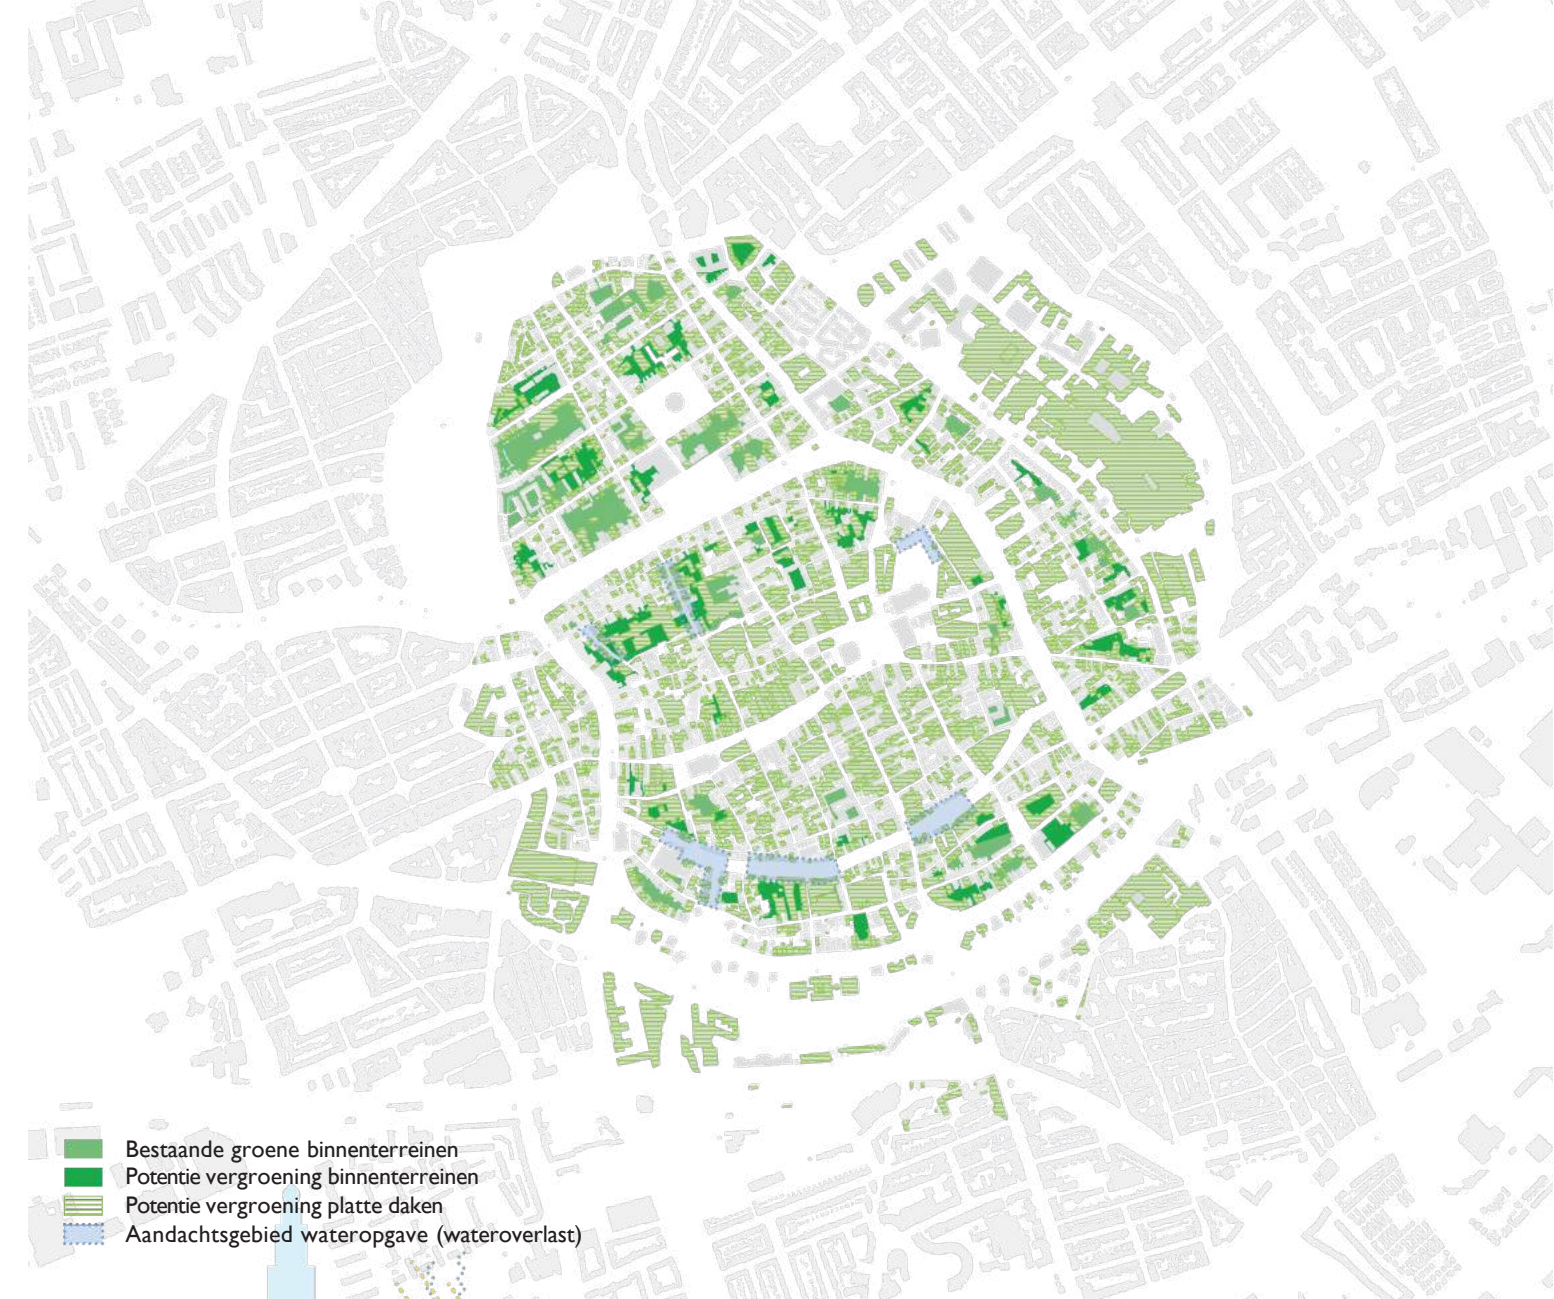 Bestaande groene binnenterreinen
Potentie vergroening binnenterreinen
Potentie vergroening platte daken
Aandachtsgebied wateropgave (wateroverlast)